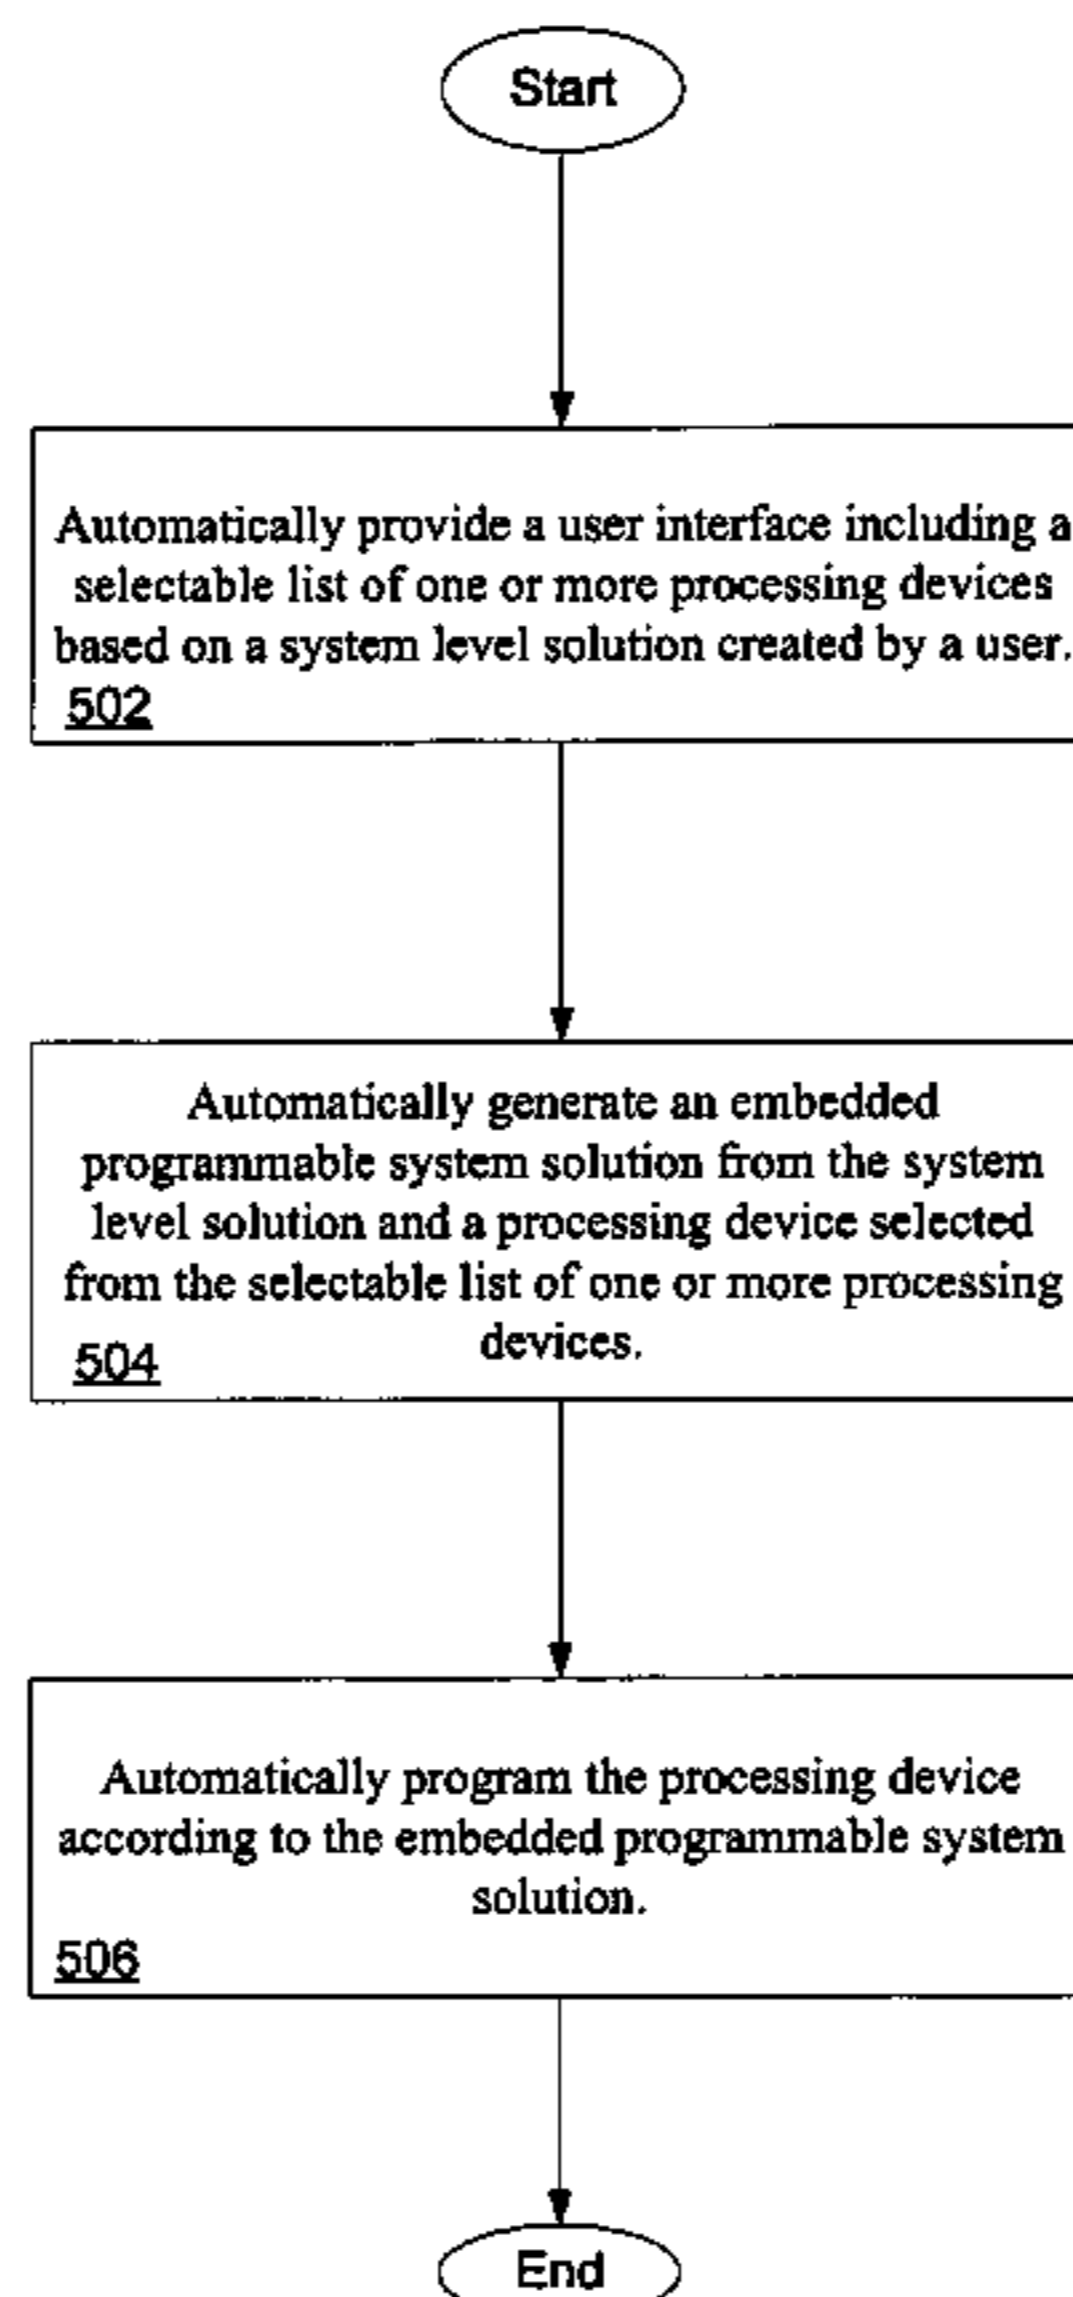 Start
Automatically provide a user interface including a
selectable list of one or more processing devices
based on a system level solution created by a user.
502
Automatically generate an embedded
programmable system solution from the system
level solution and a processing device selected
from the selectable list of one or more processing
devices.
504
Automatically program the processing device
according to the embedded programmable system
solution.
506
End